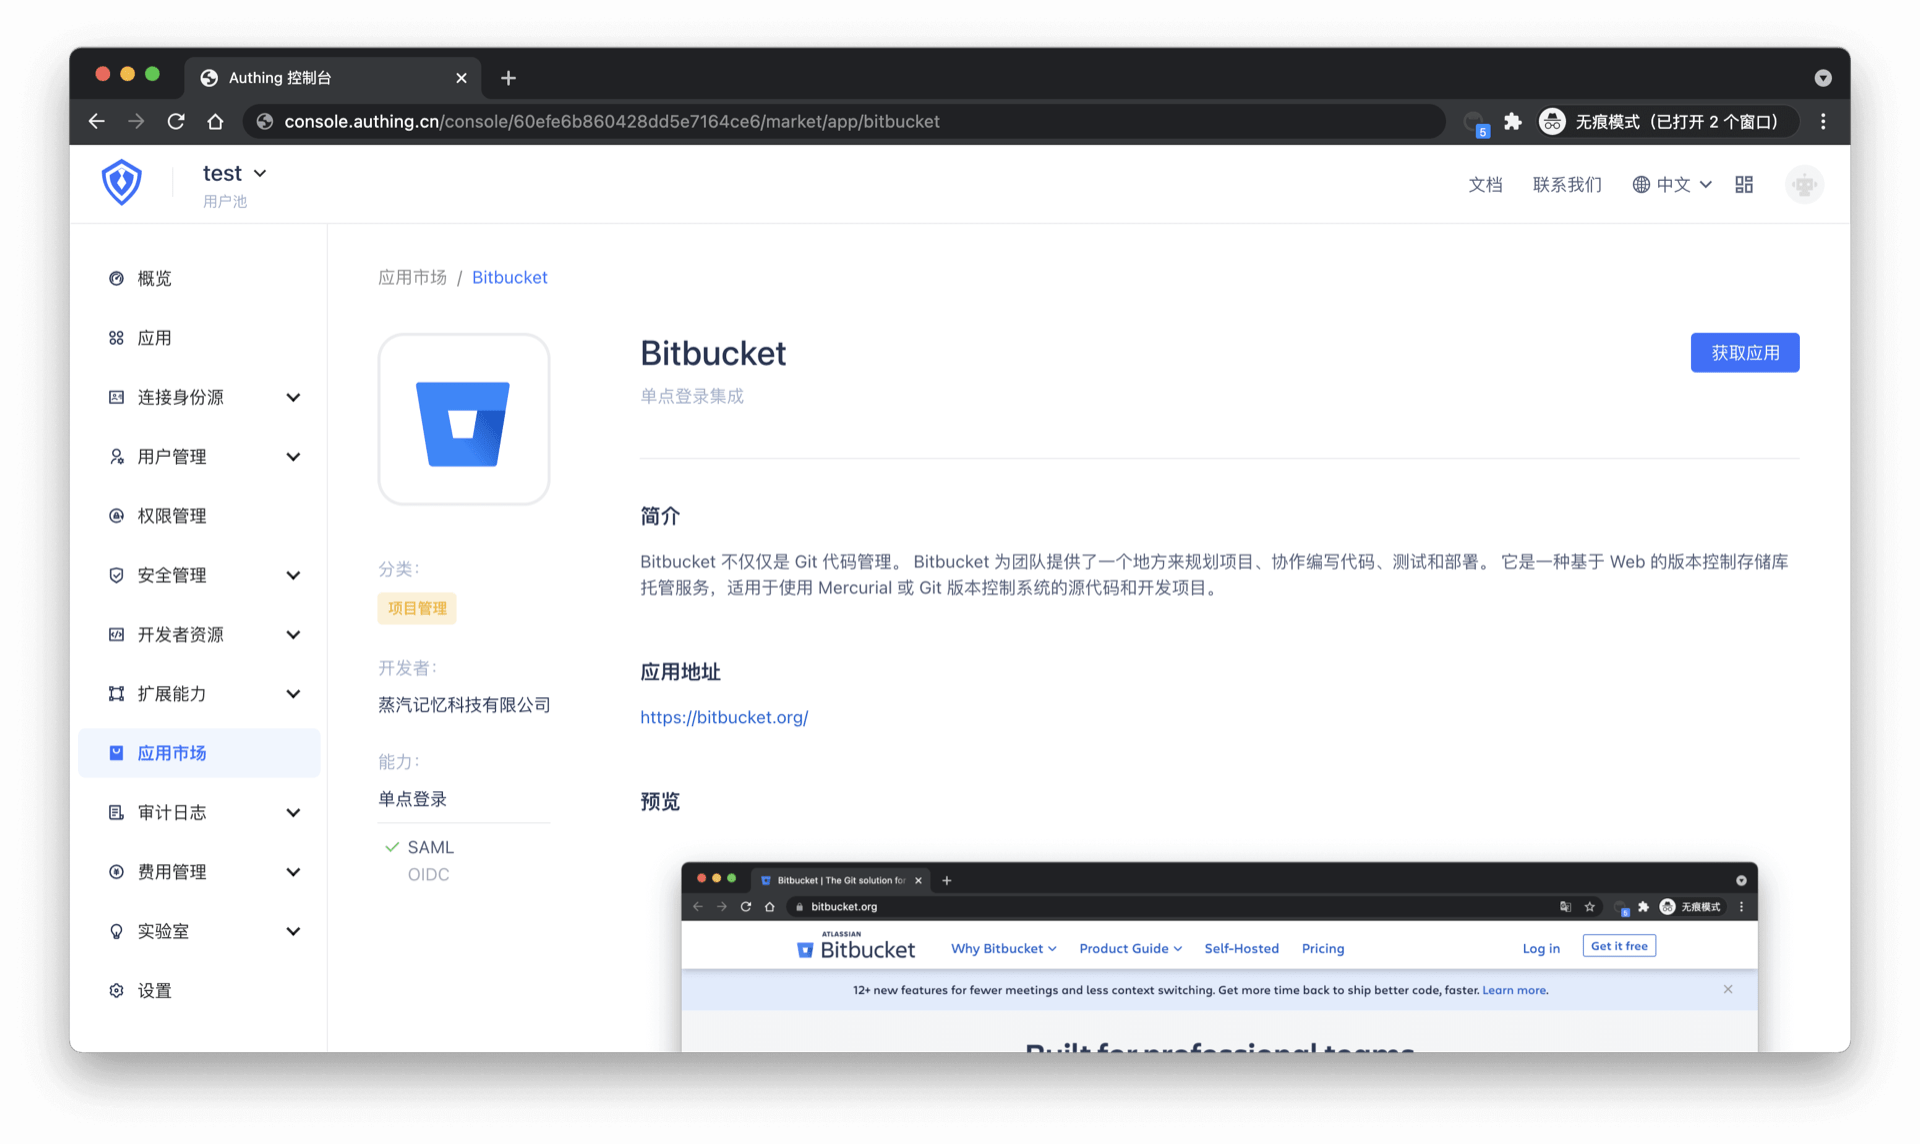 Authing 控制台
console.authing.cn/console/60efe6b860428dd5e7164ce6/market/app/bitbucket
5
无痕模式（已打开 2 个窗口）
test
用户池
文档
联系我们
中文
概览
应用
连接身份源
用户管理
权限管理
安全管理
开发者资源
扩展能力
应用市场
审计日志
费用管理
实验室
设置
应用市场 / Bitbucket
分类：
项目管理
开发者：
蒸汽记忆科技有限公司
能力：
单点登录
SAML
OIDC
Bitbucket
获取应用
单点登录集成
简介
Bitbucket 不仅仅是 Git 代码管理。 Bitbucket 为团队提供了一个地方来规划项目、协作编写代码、测试和部署。 它是一种基于 Web 的版本控制存储库
托管服务，适用于使用 Mercurial 或 Git 版本控制系统的源代码和开发项目。
应用地址
https://bitbucket.org/
预览
Bitbucket | The Git solution for
bitbucket.org
5
无痕模式
ATLASSIAN
Bitbucket
Why Bitbucket
Product Guide
Self-Hosted
Pricing
Log in
Get it free
12+ new features for fewer meetings and less context switching. Get more time back to ship better code, faster. Learn more.
Built for professional teams